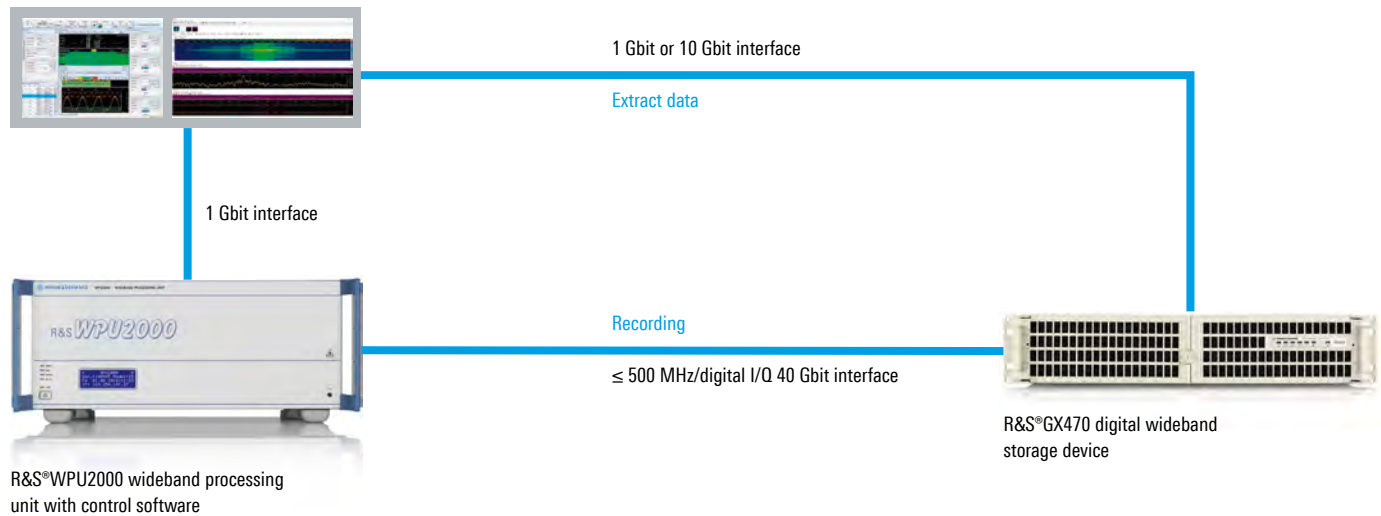 1 Gbit or 10 Gbit interface
Extract data
1 Gbit interface
R&S WPU2000
Recording
≤ 500 MHz/digital I/Q 40 Gbit interface
R&S®GX470 digital wideband
storage device
R&S®WPU2000 wideband processing
unit with control software